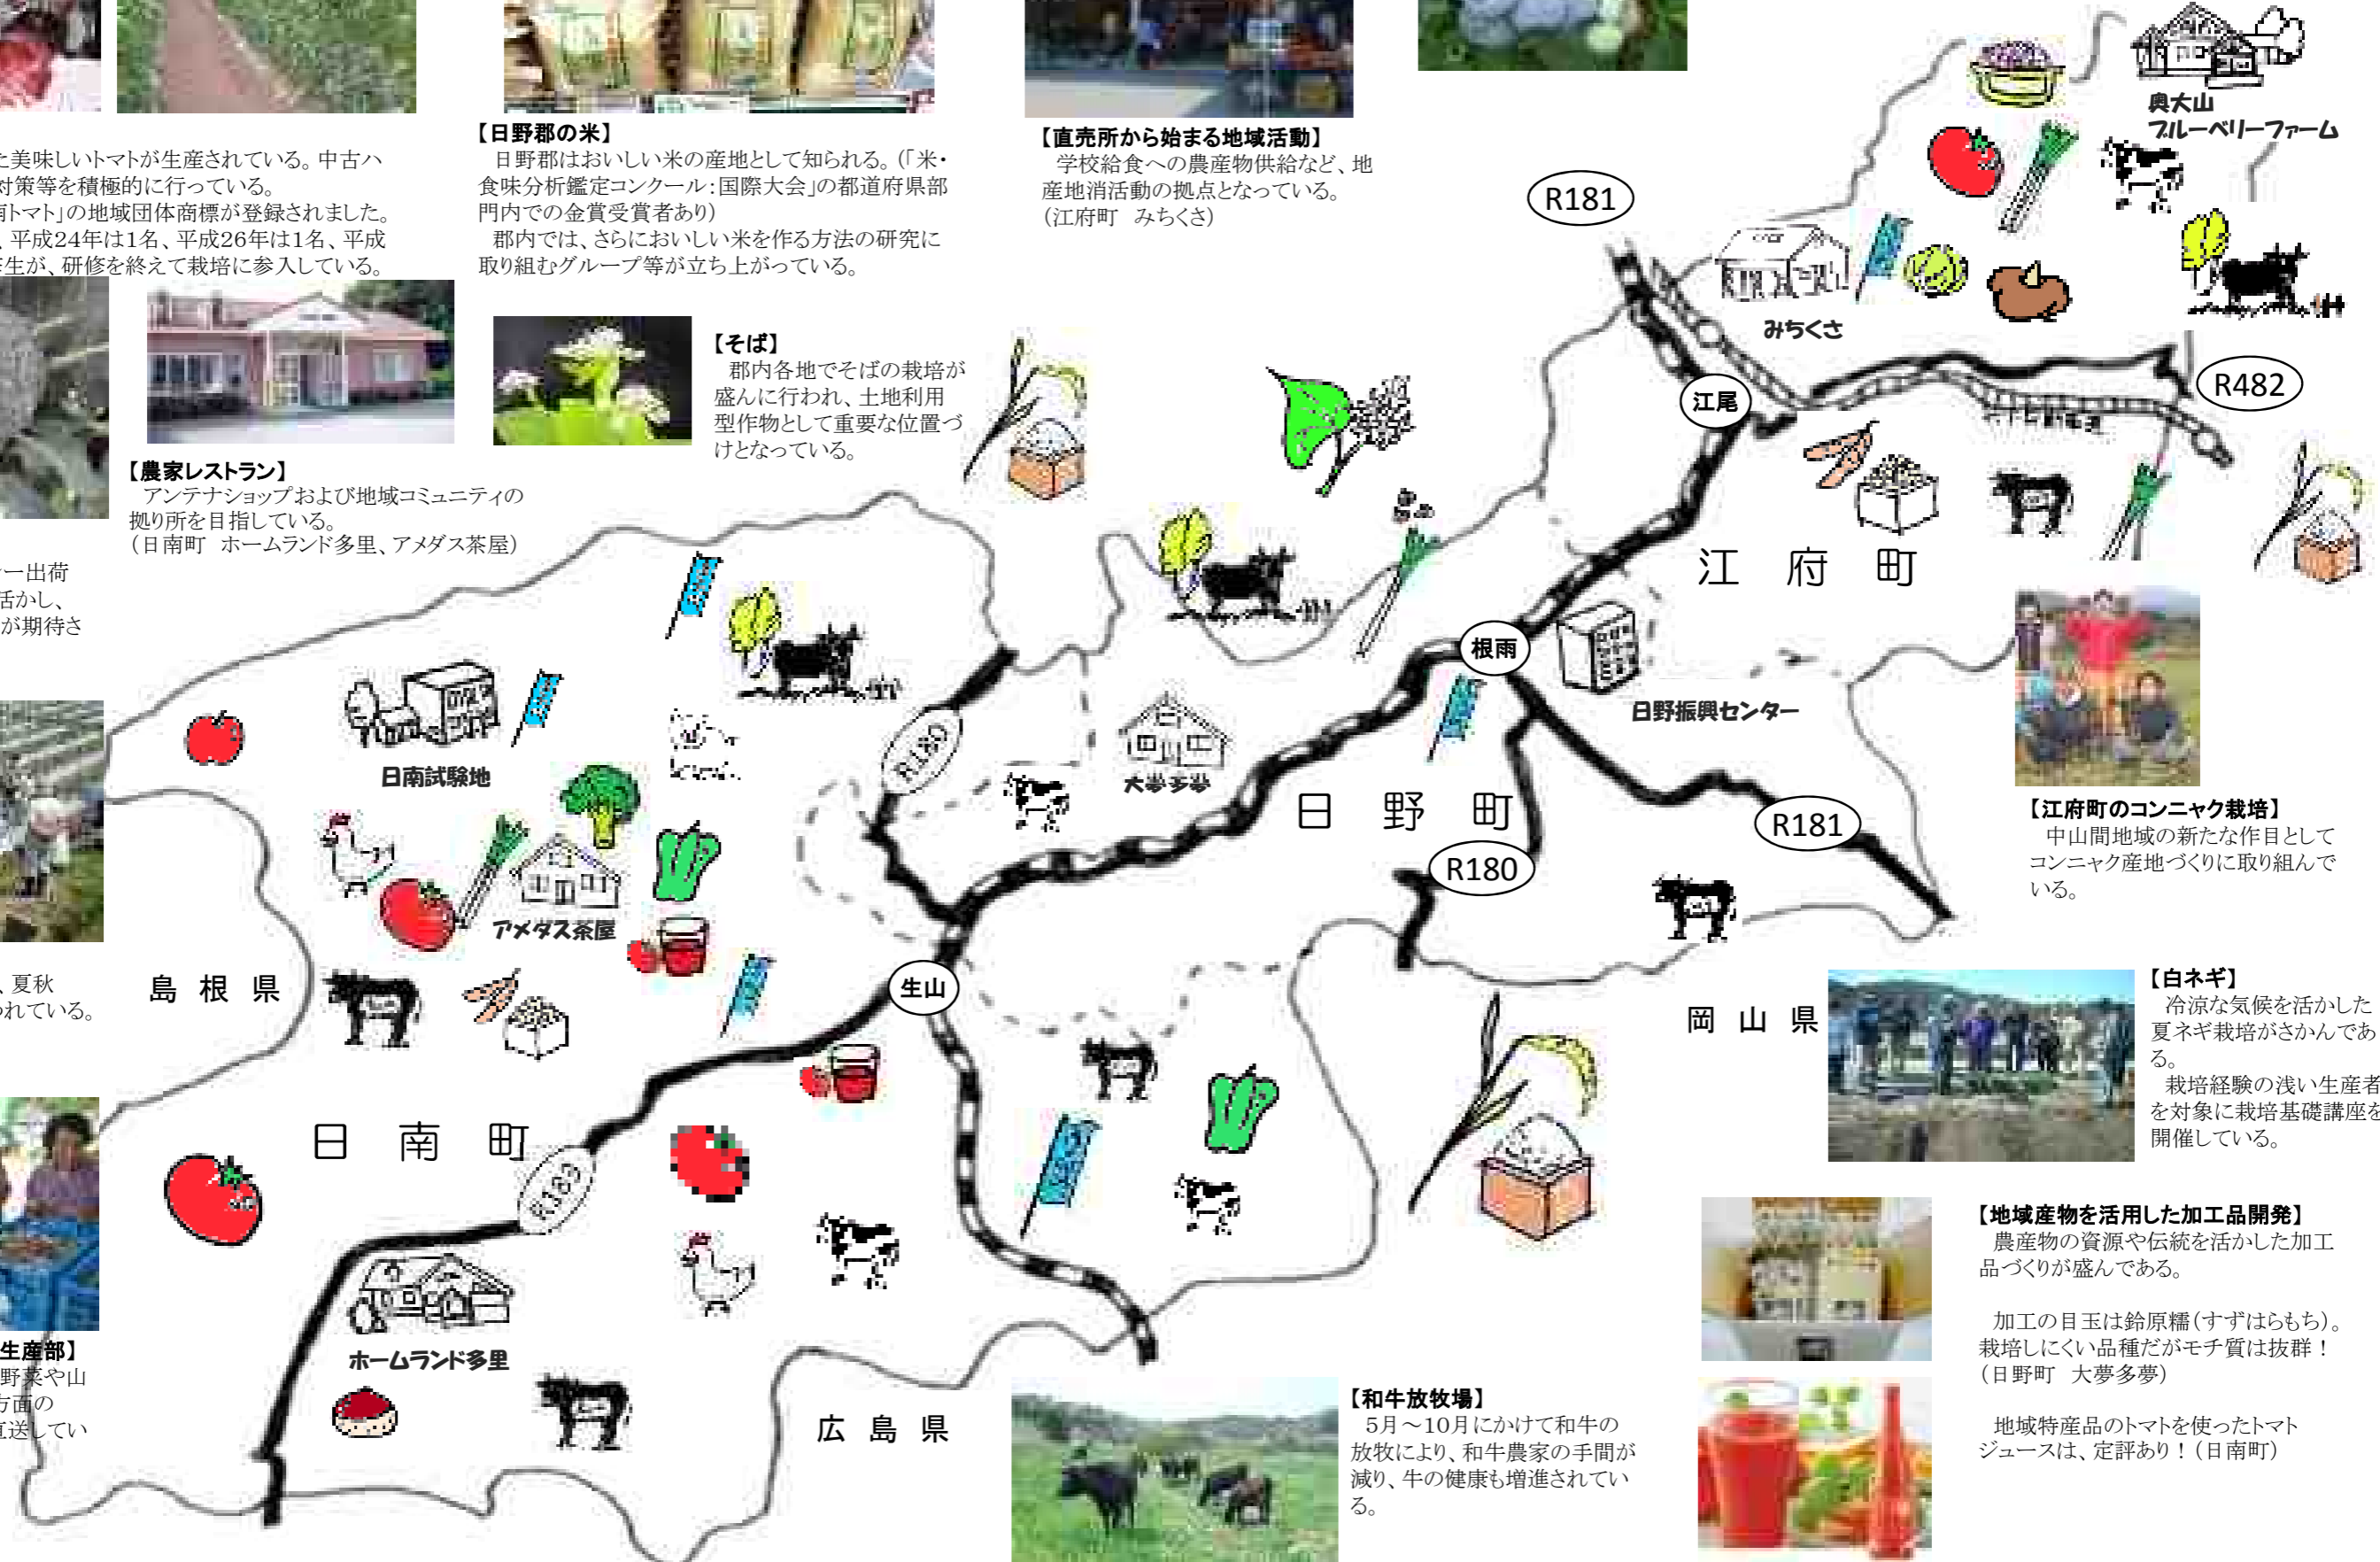 た美味しいトマトが生産されている。中古ハ
対策等を積極的に行っている。
南トマト」の地域団体商標が登録されました。
、平成24年は1名、平成26年は1名、平成
生が、研修を終えて栽培に参入している。
【日野郡の米】
日野郡はおいしい米の産地として知られる。(「米・
食味分析鑑定コンクール:国際大会」の都道府県部
門内での金賞受賞者あり)
郡内では、さらにおいしい米を作る方法の研究に
取り組むグループ等が立ち上がっている。
【直売所から始まる地域活動】
学校給食への農産物供給など、地
産地消活動の拠点となっている。
(江府町 みちくさ)
奥大山
ブルーベリーファーム
R181
みちくさ
【農家レストラン】
アンテナショップおよび地域コミュニティの
拠り所を目指している。
(日南町 ホームランド多里、アメダス茶屋)
【そば】
郡内各地でそばの栽培が
盛んに行われ、土地利用
型作物として重要な位置づ
けとなっている。
江尾
R482
江 府 町
ー出荷
活かし、
が期待さ
根雨
日野振興センター
日南試験地
R180
大夢多夢
日 野 町
R180
R181
【江府町のコンニャク栽培】
中山間地域の新たな作目として
コンニャク産地づくりに取り組んで
いる。
アメダス茶屋
、夏秋
われている。
島 根 県
生山
岡 山 県
【白ネギ】
冷涼な気候を活かした
夏ネギ栽培がさかんであ
る。
栽培経験の浅い生産者
を対象に栽培基礎講座を
開催している。
日 南 町
R183
ホームランド多里
生産部】
野菜や山
方面の
直送してい
広 島 県
【和牛放牧場】
5月～10月にかけて和牛の
放牧により、和牛農家の手間が
減り、牛の健康も増進されてい
る。
【地域産物を活用した加工品開発】
農産物の資源や伝統を活かした加工
品づくりが盛んである。
加工の目玉は鈴原糯(すずはらもち)。
栽培しにくい品種だがモチ質は抜群!
(日野町 大夢多夢)
地域特産品のトマトを使ったトマト
ジュースは、定評あり!(日南町)